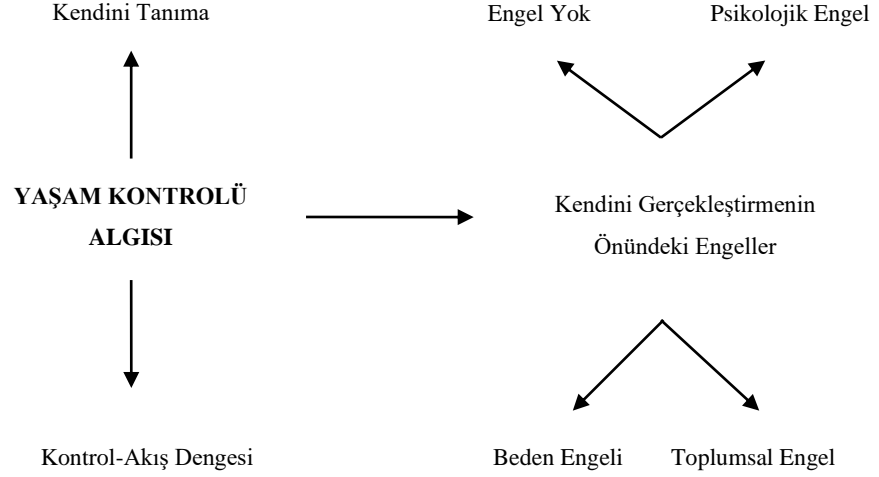 Kendini Tanıma
Engel Yok
Psikolojik Engel
YAŞAM KONTROLÜ
ALGISI
Kendini Gerçekleştirmenin
Önündeki Engeller
Kontrol-Akış Dengesi
Beden Engeli
Toplumsal Engel